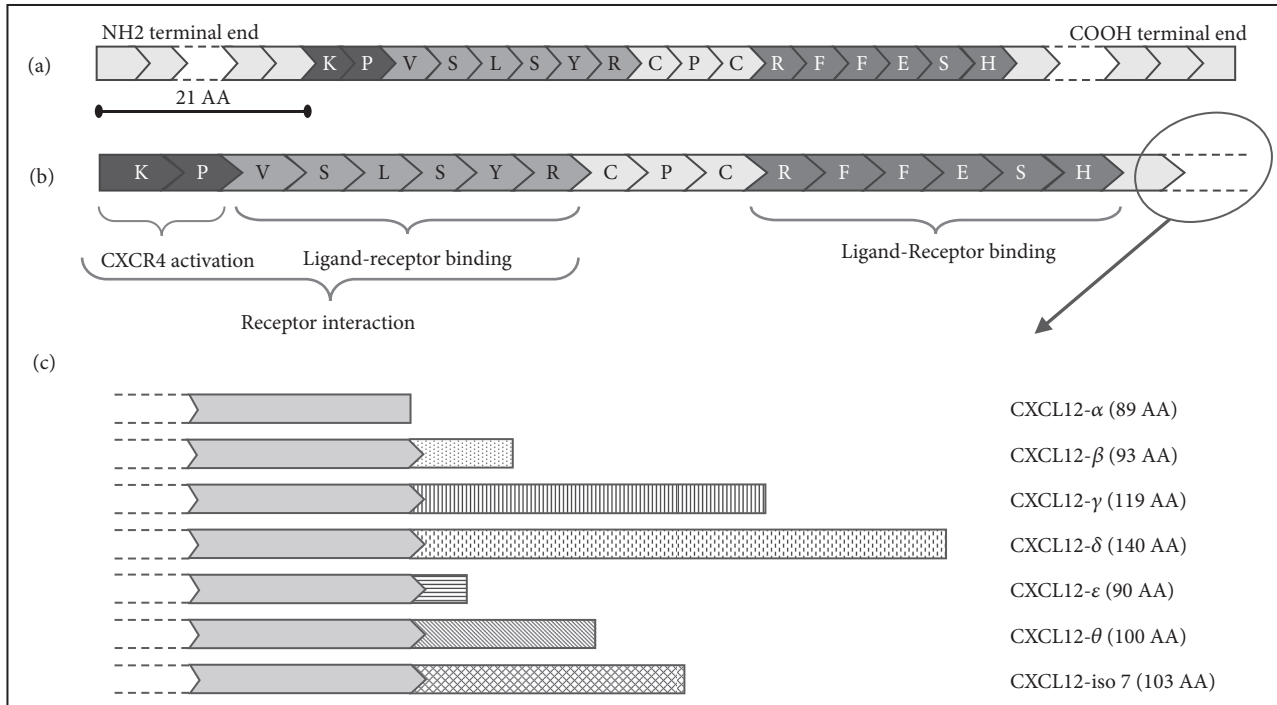 NH2 terminal end COOH terminal end
(a) K P V S L S Y R C P C R F F E S H
21 AA
(b) K P V S L S Y R C P C R F F E S H
CXCR4 activation Ligand-receptor binding Ligand-Receptor binding
Receptor interaction
(c)
CXCL12-α (89 AA)
CXCL12-β (93 AA)
CXCL12-γ (119 AA)
CXCL12-δ (140 AA)
CXCL12-ε (90 AA)
CXCL12-θ (100 AA)
CXCL12-iso 7 (103 AA)